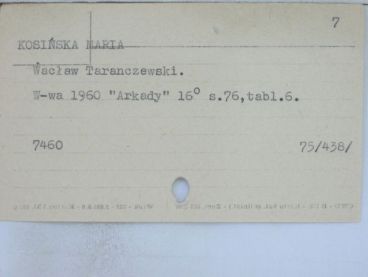 7
KOSIŃSKA MARIA
Wacław Taranczewski.
W-wa 1960 "Arkady" 16° s.76,tabl.6.
7460 75/438/